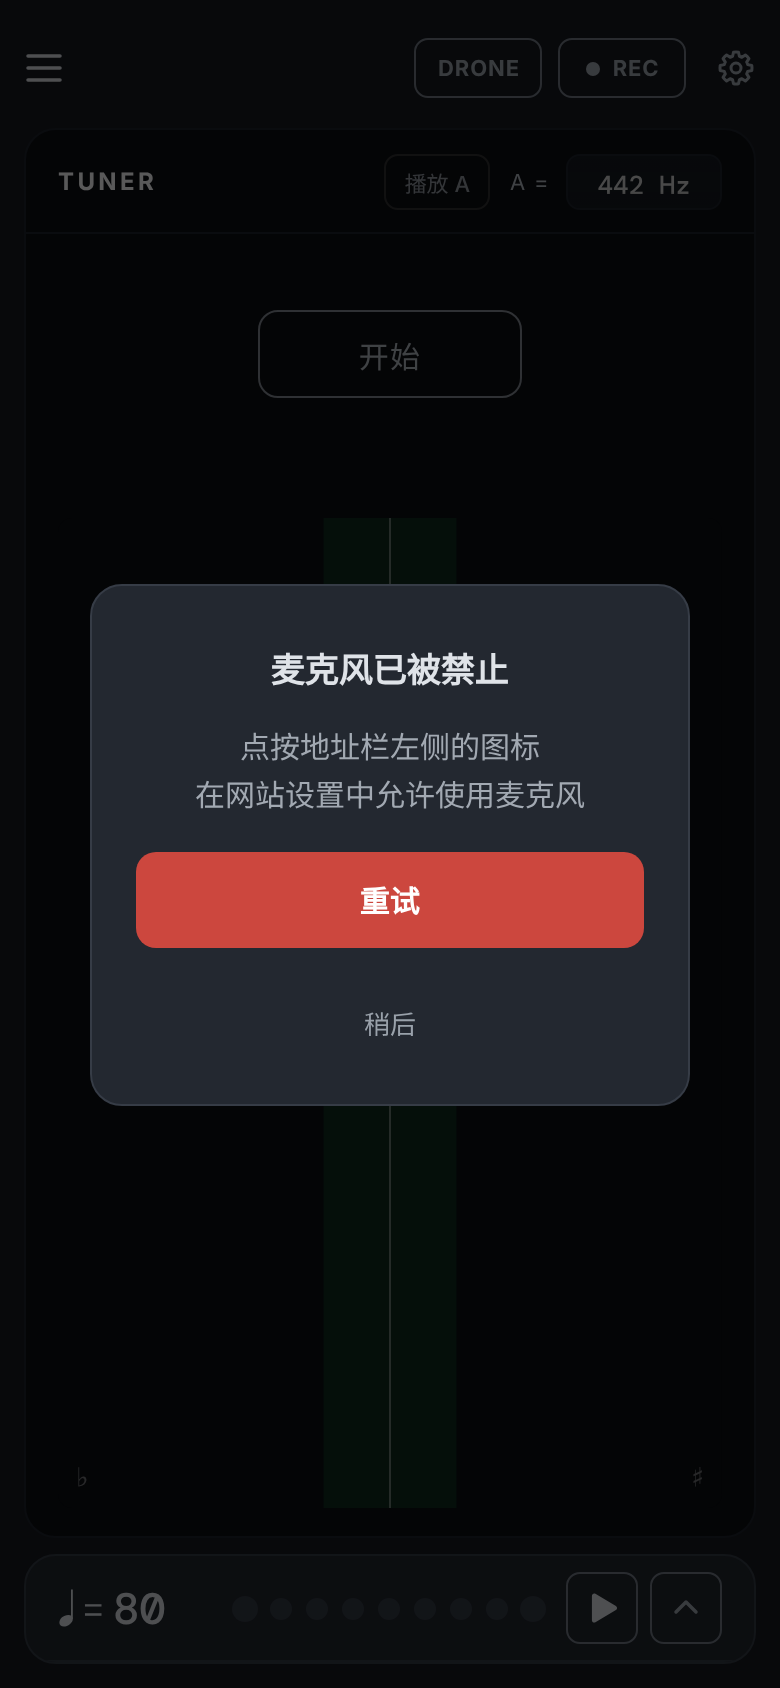 DRONE
REC
TUNER
播放 A
A =
442 Hz
开始
麦克风已被禁止
点按地址栏左侧的图标
在网站设置中允许使用麦克风
重试
稍后
♭
♯
♩= 80